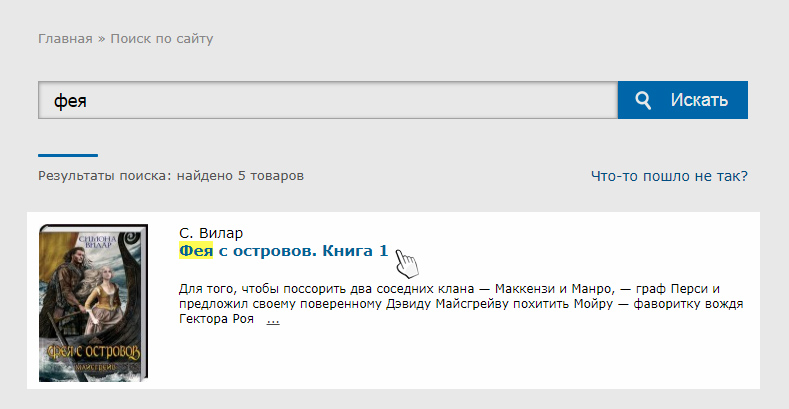 Главная » Поиск по сайту
фея
Искать
Результаты поиска: найдено 5 товаров
Что-то пошло не так?
С. Вилар
Фея с островов. Книга 1
Для того, чтобы поссорить два соседних клана — Маккензи и Манро, — граф Перси и
предложил своему поверенному Дэвиду Майсгрейву похитить Мойру — фаворитку вождя
Гектора Роя ...
СИМОНА
ВИЛАР
ФЕЯ С ОСТРОВОВ
МАЙСГРЕЙВ